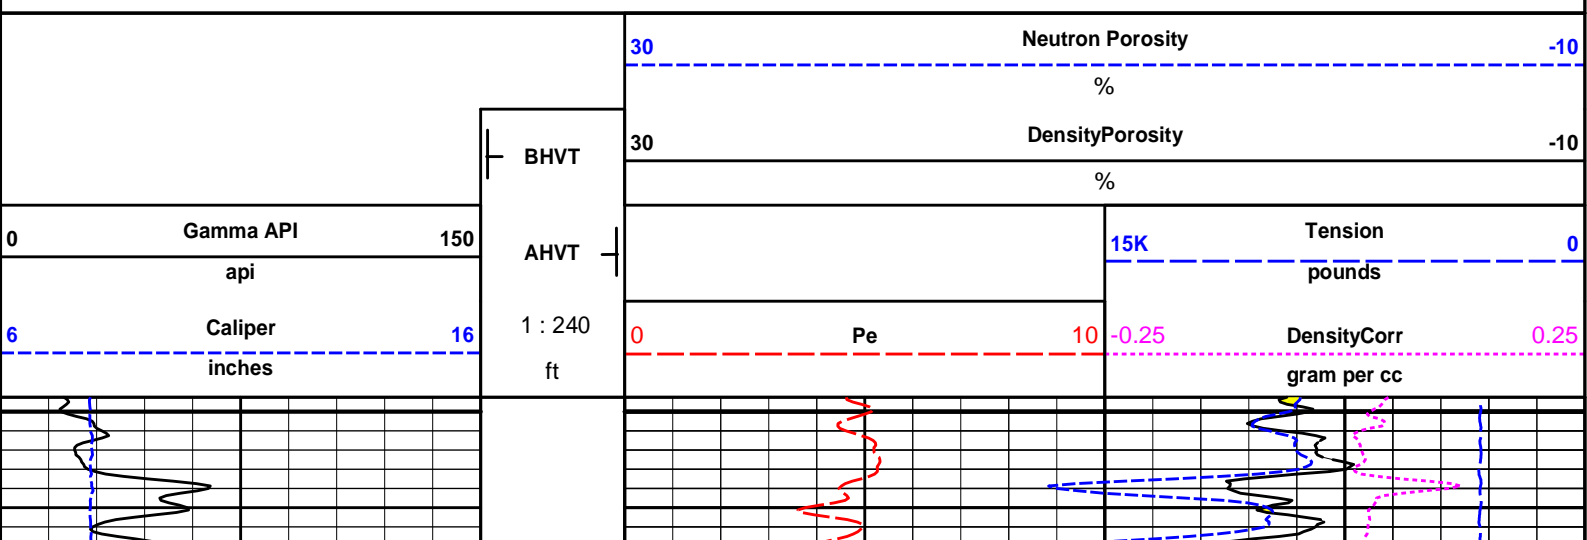 30 Neutron Porosity -10
%
30 DensityPorosity -10
%
BHVT
AHVT
1 : 240
ft
0 Gamma API 150
api
6 Caliper 16
inches
15K Tension 0
pounds
0 Pe 10
-0.25 DensityCorr 0.25
gram per cc